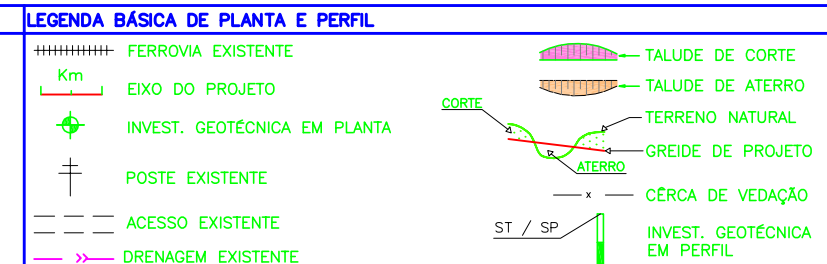 LEGENDA BÁSICA DE PLANTA E PERFIL
FERROVIA EXISTENTE
Km
EIXO DO PROJETO
INVEST. GEOTÉCNICA EM PLANTA
POSTE EXISTENTE
ACESSO EXISTENTE
DRENAGEM EXISTENTE
TALUDE DE CORTE
TALUDE DE ATERRO
CORTE
TERRENO NATURAL
GREIDE DE PROJETO
ATERRO
x
CÊRCA DE VEDAÇÃO
ST / SP
INVEST. GEOTÉCNICA
EM PERFIL